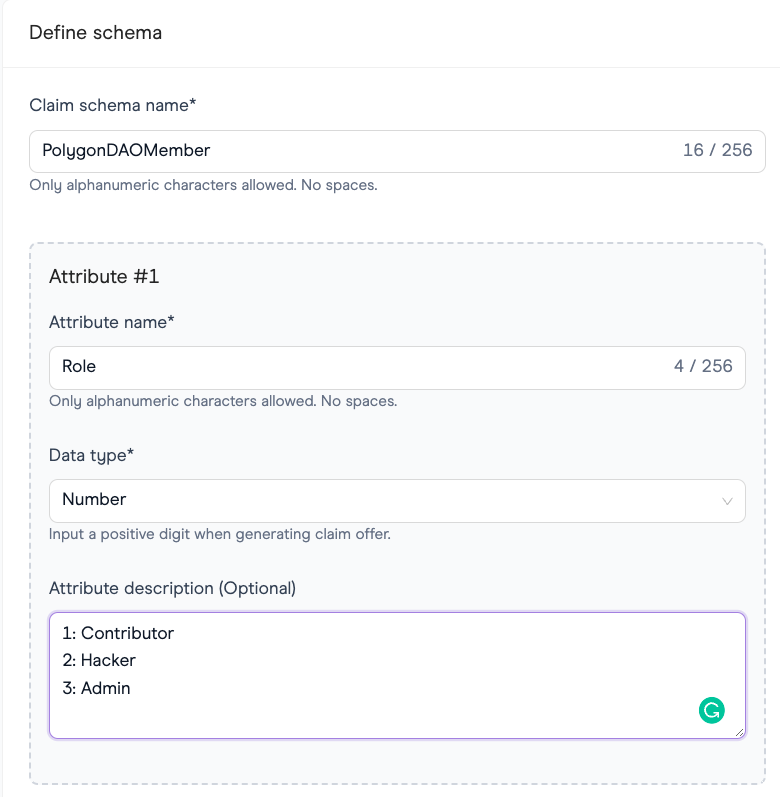 Define schema
Claim schema name*
PolygonDAOMember 16 / 256
Only alphanumeric characters allowed. No spaces.
Attribute #1
Attribute name*
Role 4 / 256
Only alphanumeric characters allowed. No spaces.
Data type*
Number
Input a positive digit when generating claim offer.
Attribute description (Optional)
1: Contributor
2: Hacker
3: Admin